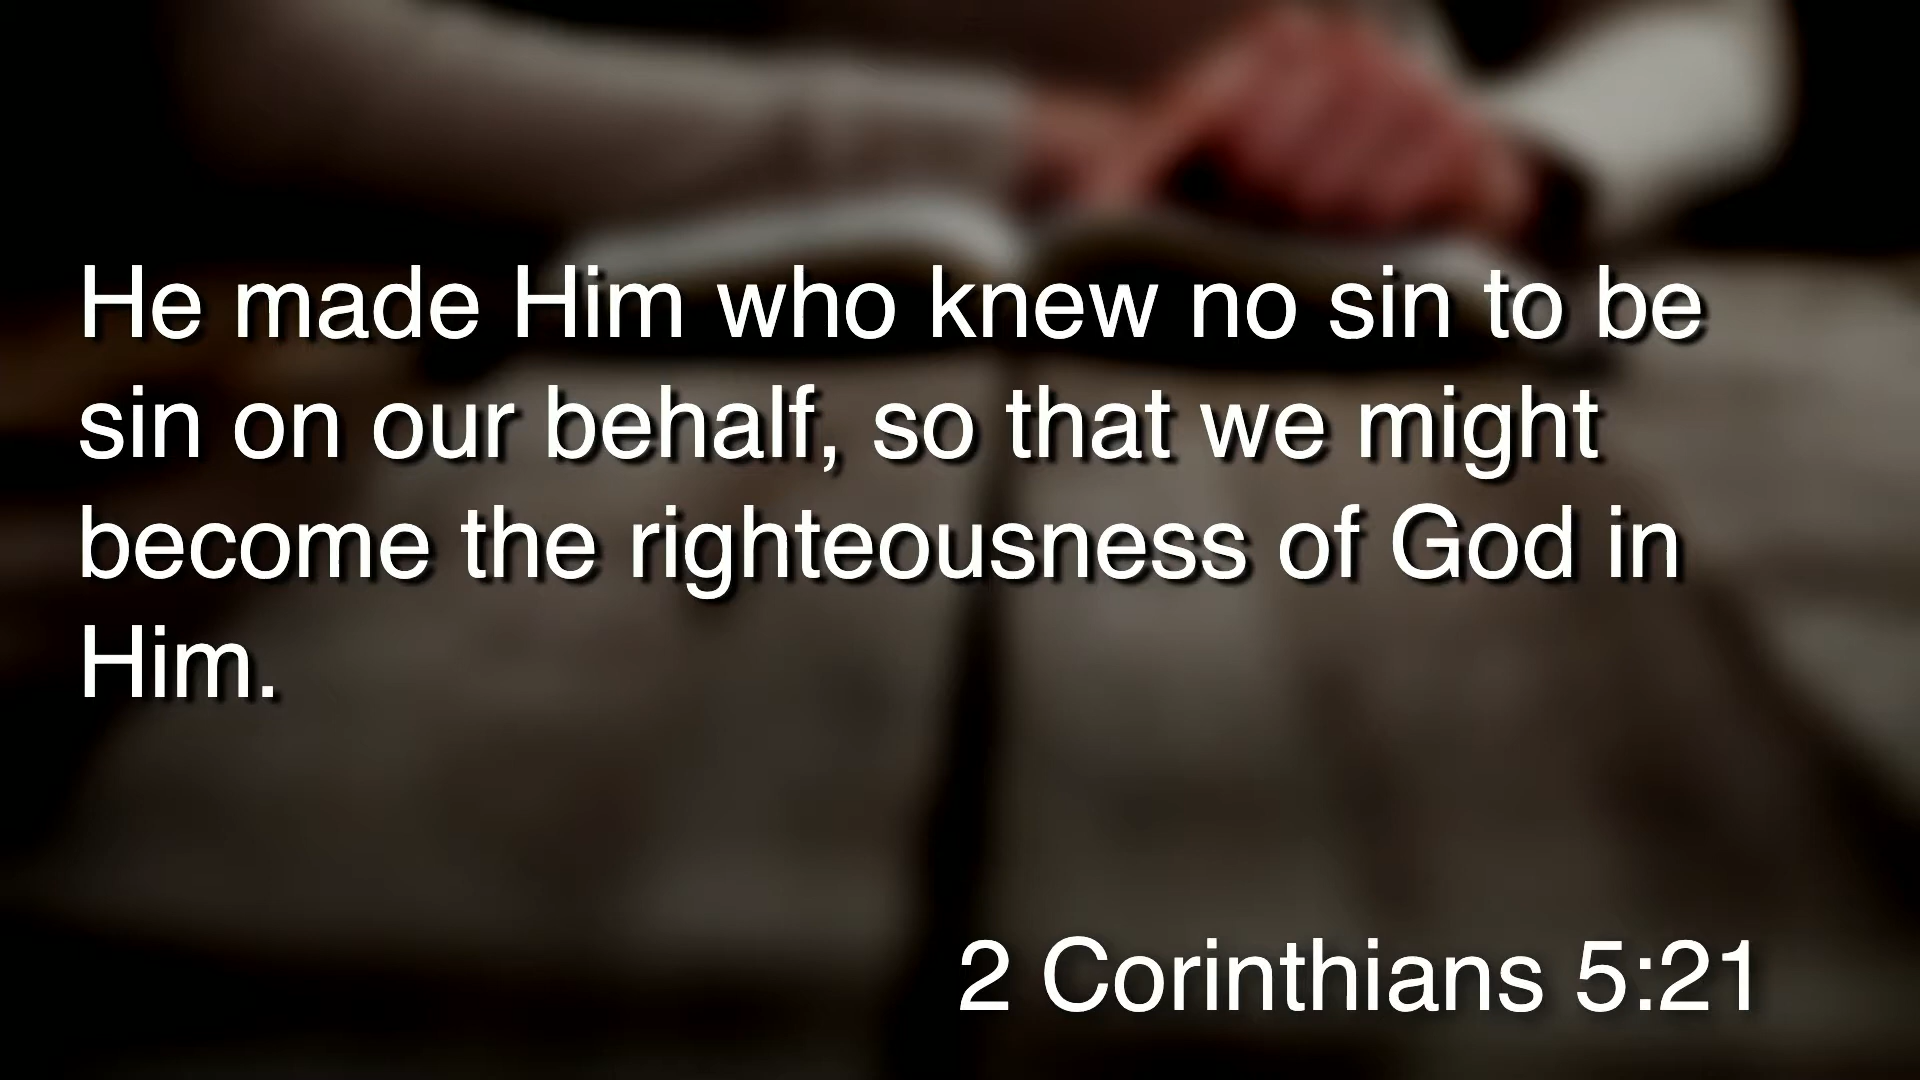 He made Him who knew no sin to be
sin on our behalf, so that we might
become the righteousness of God in
Him.
2 Corinthians 5:21